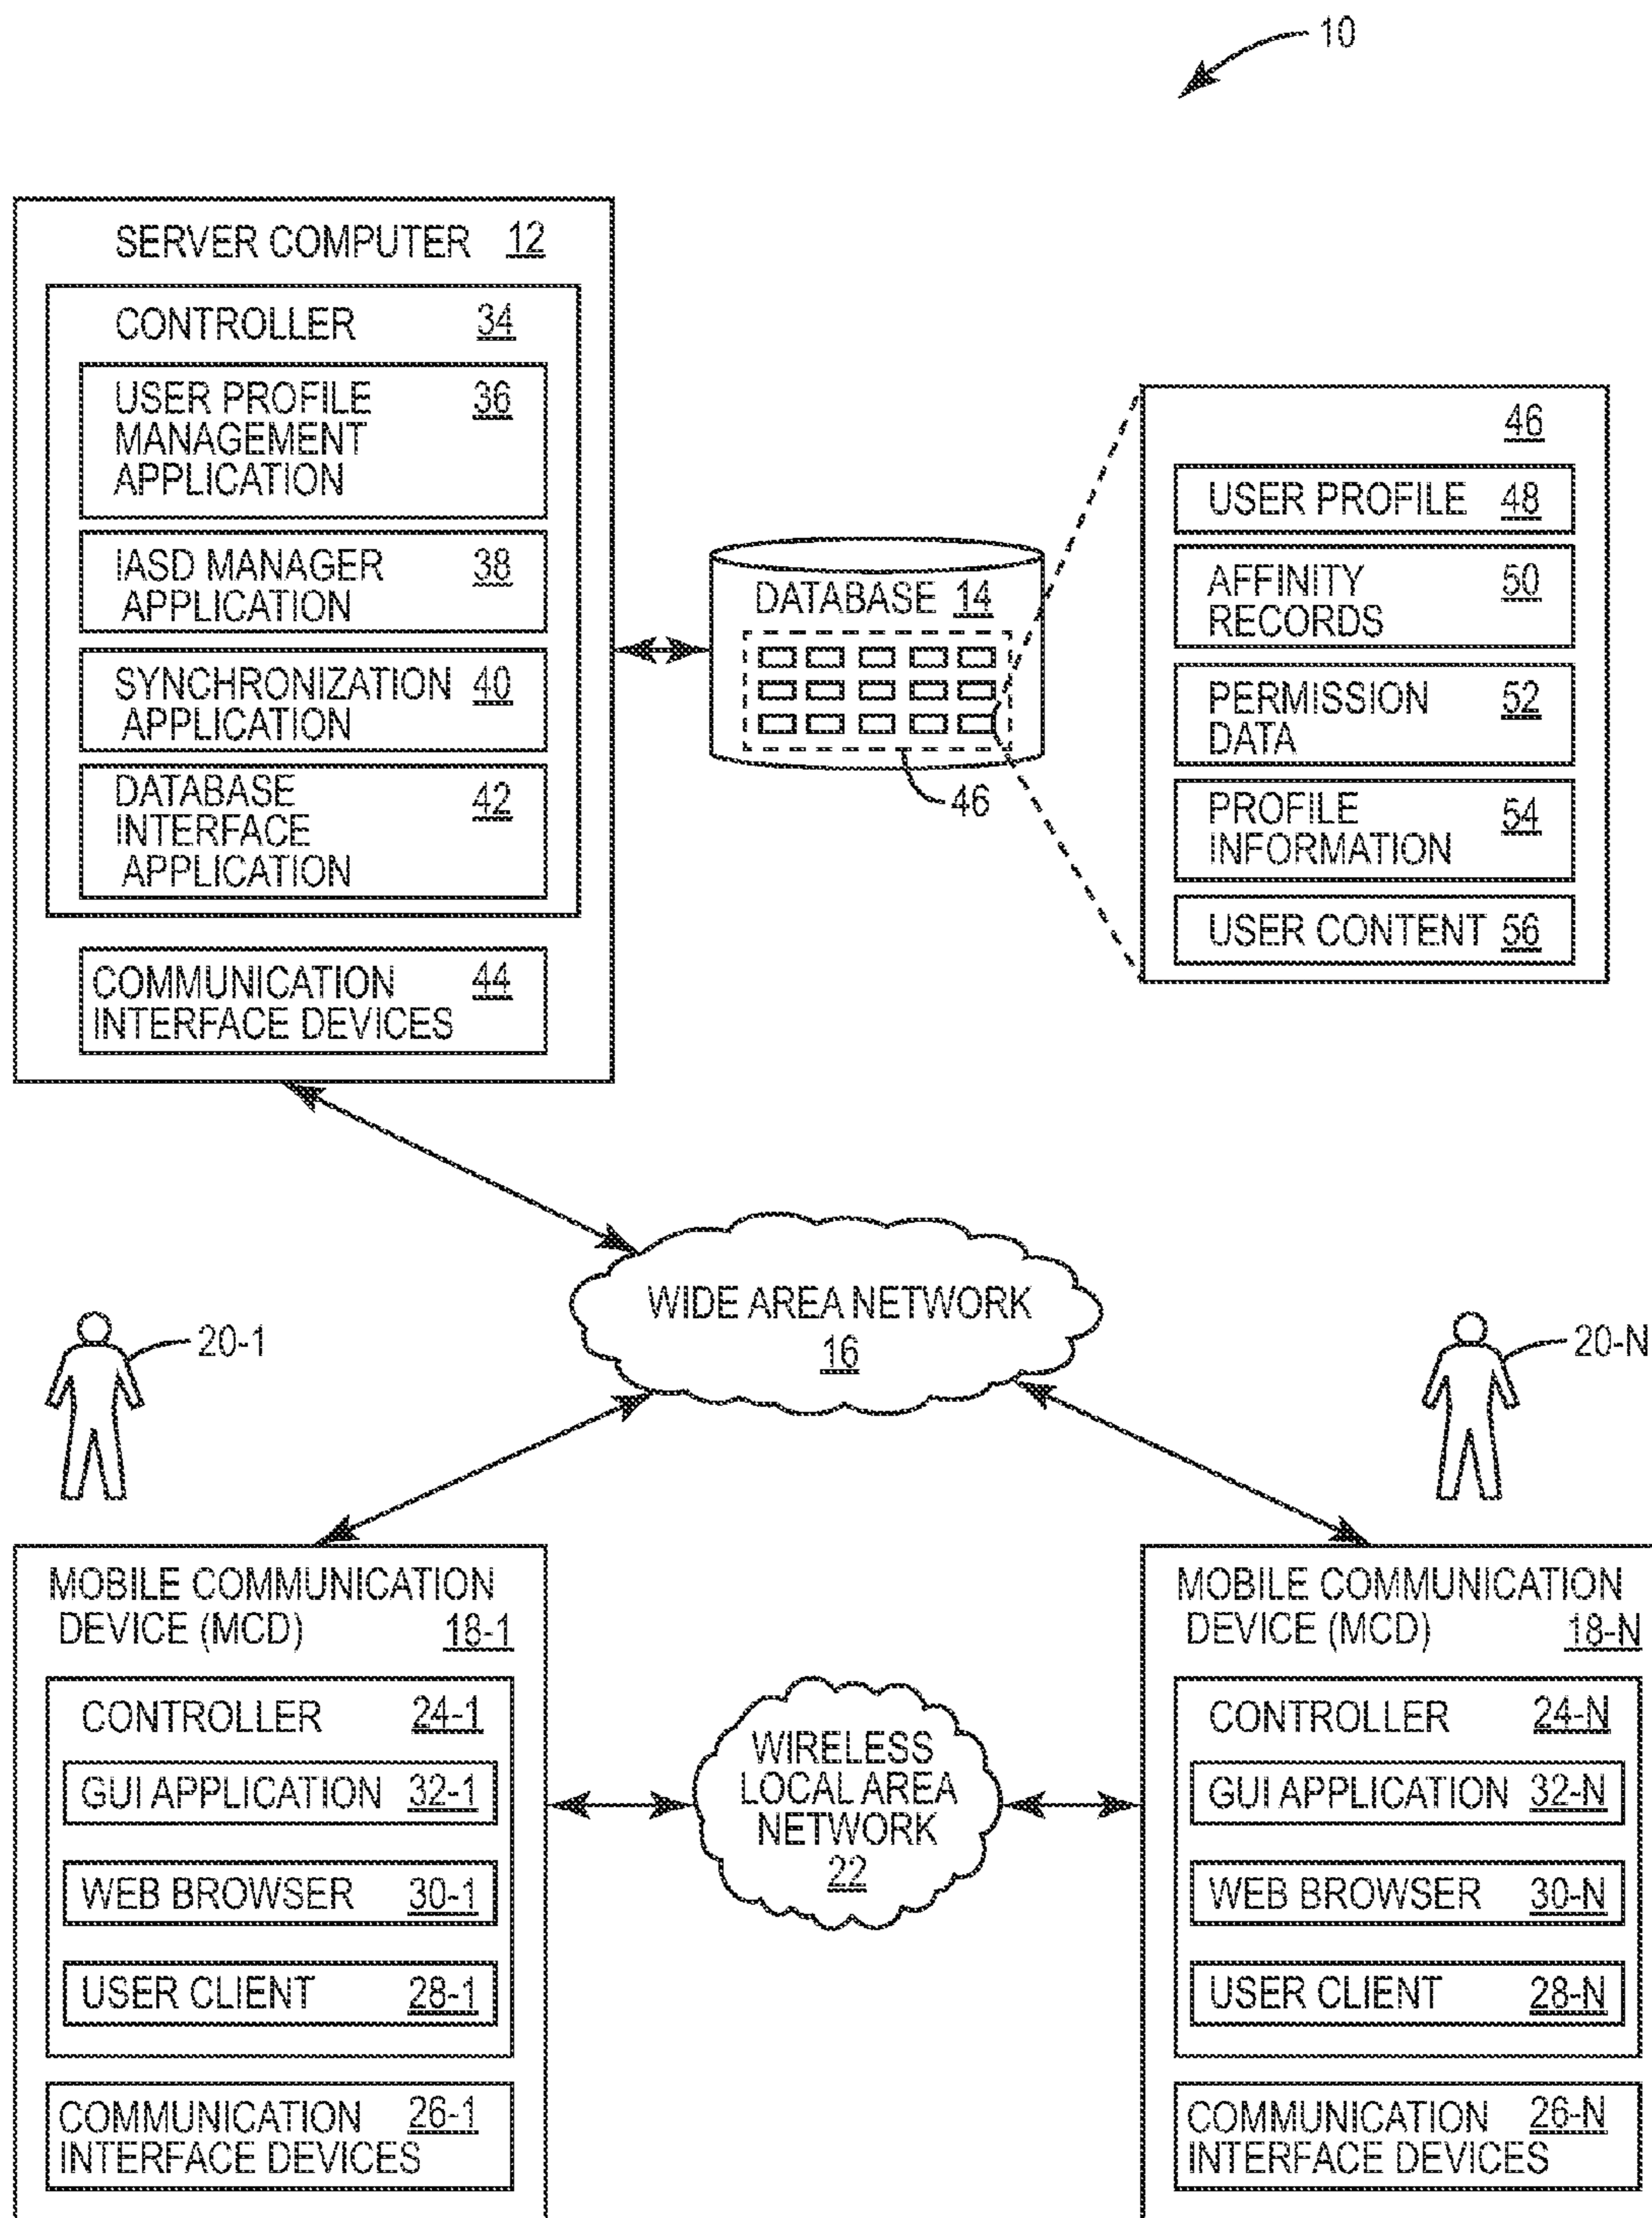 10
SERVER COMPUTER 12
CONTROLLER 34
USER PROFILE 36
MANAGEMENT
APPLICATION
IASD MANAGER 38
APPLICATION
SYNCHRONIZATION 40
APPLICATION
DATABASE 42
INTERFACE
APPLICATION
COMMUNICATION 44
INTERFACE DEVICES
DATABASE 14
46
46
USER PROFILE 48
AFFINITY 50
RECORDS
PERMISSION 52
DATA
PROFILE 54
INFORMATION
USER CONTENT 56
WIDE AREA NETWORK
16
20-1
20-N
MOBILE COMMUNICATION
DEVICE (MCD) 18-1
CONTROLLER 24-1
GUI APPLICATION 32-1
WEB BROWSER 30-1
USER CLIENT 28-1
COMMUNICATION 26-1
INTERFACE DEVICES
WIRELESS
LOCAL AREA
NETWORK
22
MOBILE COMMUNICATION
DEVICE (MCD) 18-N
CONTROLLER 24-N
GUI APPLICATION 32-N
WEB BROWSER 30-N
USER CLIENT 28-N
COMMUNICATION 26-N
INTERFACE DEVICES